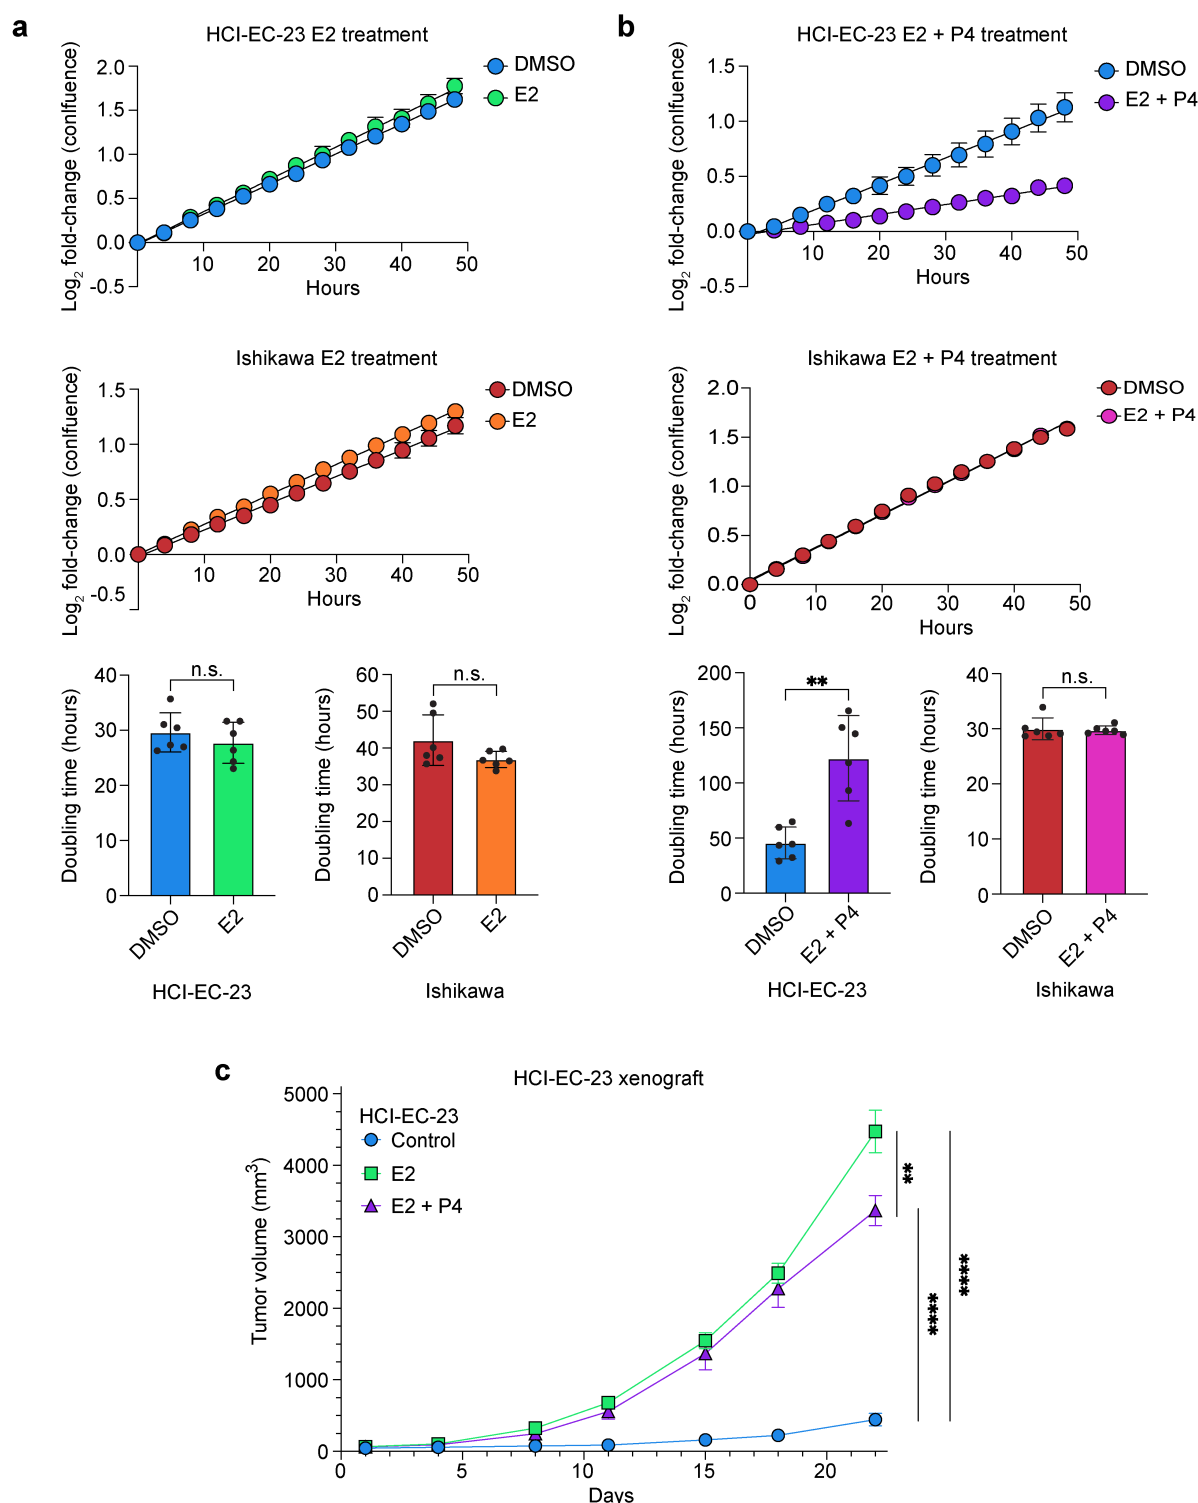 a
HCI-EC-23 E2 treatment
DMSO
E2
Log2 fold-change (conlfuence)
2.0
1.5
1.0
0.5
0.0
-0.5
10 20 30 40 50
Hours
Ishikawa E2 treatment
DMSO
E2
Log2 fold-change (conlfuence)
1.5
1.0
0.5
0.0
-0.5
10 20 30 40 50
Hours
Doubling time (hours)
40
30
20
10
0
n.s.
DMSO
E2
HCI-EC-23
Doubling time (hours)
60
50
40
30
20
10
0
n.s.
DMSO
E2
Ishikawa
b
HCI-EC-23 E2 + P4 treatment
DMSO
E2 + P4
Log2 fold-change (conlfuence)
1.5
1.0
0.5
0.0
-0.5
10 20 30 40 50
Hours
Ishikawa E2 + P4 treatment
DMSO
E2 + P4
Log2 fold-change (conlfuence)
2.0
1.5
1.0
0.5
0.0
0 10 20 30 40 50
Hours
Doubling time (hours)
200
150
100
50
0
**
DMSO
E2 + P4
HCI-EC-23
Doubling time (hours)
40
30
20
10
0
n.s.
DMSO
E2 + P4
Ishikawa
c
HCI-EC-23 xenograft
HCI-EC-23
Control
E2
E2 + P4
Tumor volume (mm3)
5000
4000
3000
2000
1000
0
0 5 10 15 20
Days
**
****
****